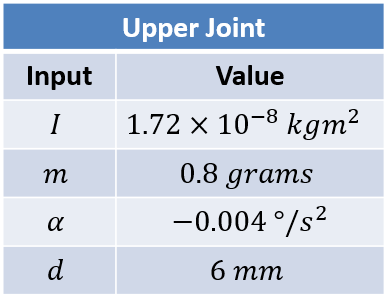 Upper Joint
Input Value
I 1.72 × 10⁻⁸ kgm²
m 0.8 grams
α −0.004 °/s²
d 6 mm